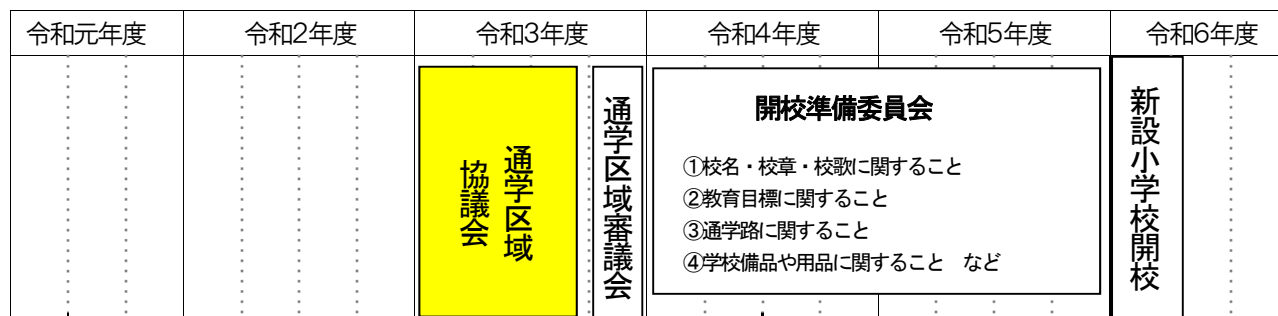 令和元年度
令和2年度
令和3年度
令和4年度
令和5年度
令和6年度
通学区域
協議会
通学区域審議会
開校準備委員会
①校名・校章・校歌に関すること
②教育目標に関すること
③通学路に関すること
④学校備品や用品に関すること　など
新設小学校開校